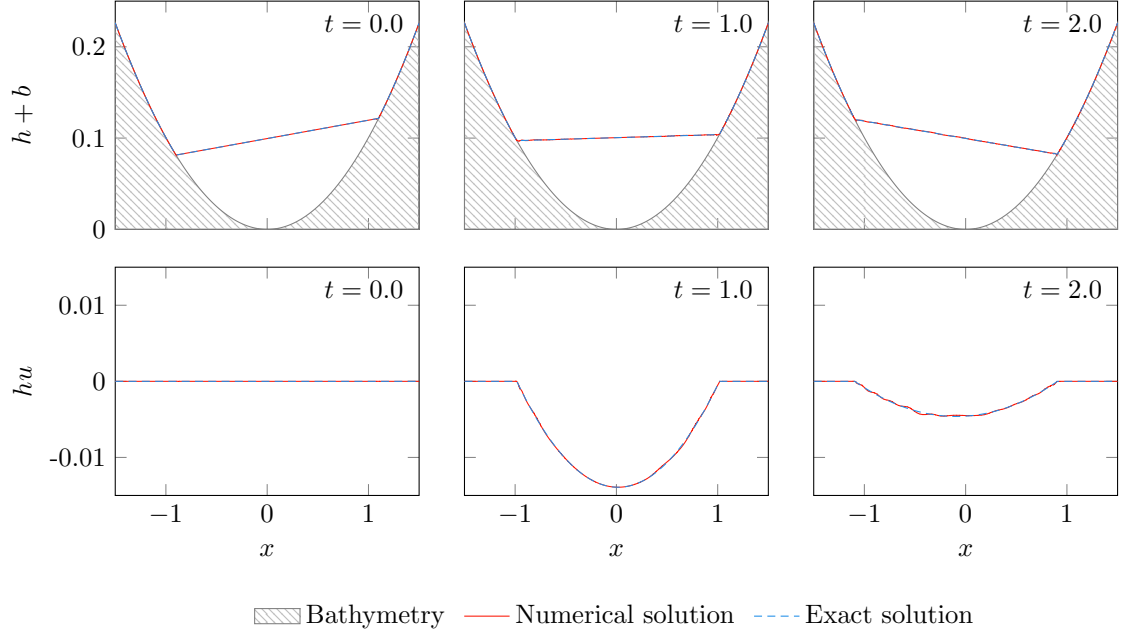 t = 0.0
t = 1.0
t = 2.0
0.2
0.1
0
h + b
t = 0.0
t = 1.0
t = 2.0
0.01
0
-0.01
hu
−1 0 1
−1 0 1
−1 0 1
x
x
x
Bathymetry Numerical solution Exact solution